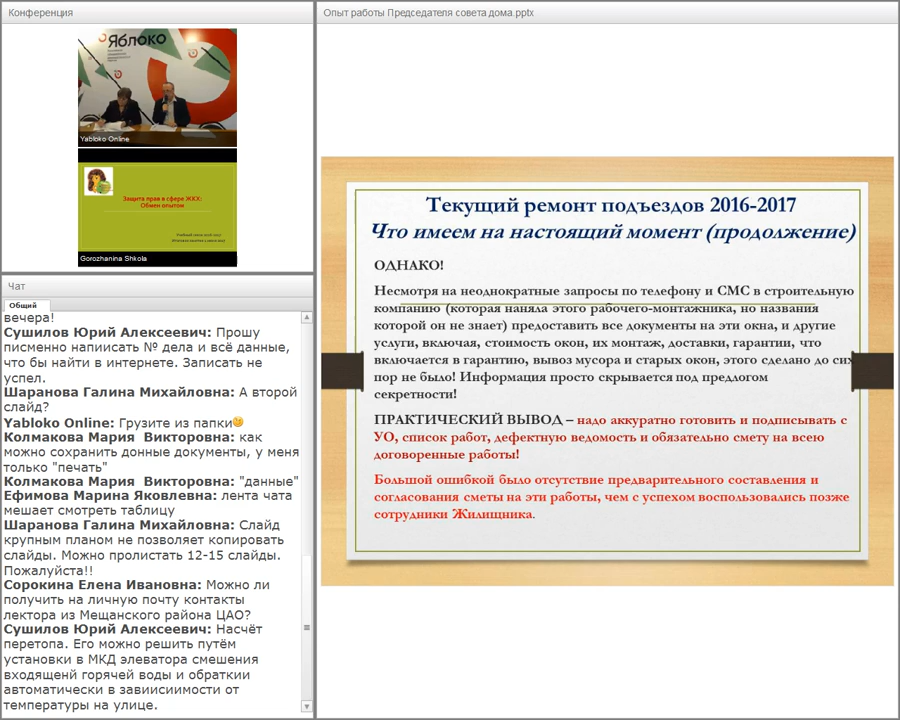 Конференция
Яблоко
Yabloko Online
Защита прав в сфере ЖКХ:
Обмен опытом
Gorozhanina Shkola
Чат
Общий
вечера!
Сушилов Юрий Алексеевич: Прошу
писменно напиисать № дела и всё данные,
что бы найти в интернете. Записать не
успел.
Шаранова Галина Михайловна: А второй
слайд?
Yabloko Online: Грузите из папки
Колмакова Мария Викторовна: как
можно сохранить донные документы, у меня
только "печать"
Колмакова Мария Викторовна: "данные"
Ефимова Марина Яковлевна: лента чата
мешает смотреть таблицу
Шаранова Галина Михайловна: Слайд
крупным планом не позволяет копировать
слайды. Можно пролистать 12-15 слайды.
Пожалуйста!!
Сорокина Елена Ивановна: Можно ли
получить на личную почту контакты
лектора из Мещанского района ЦАО?
Сушилов Юрий Алексеевич: Насчёт
перетопа. Его можно решить путём
установки в МКД элеватора смешения
входященй горячей воды и обраткии
автоматически в завиисиимости от
температуры на улице.
Опыт работы Председателя совета дома.pptx
Текущий ремонт подъездов 2016-2017
Что имеем на настоящий момент (продолжение)
ОДНАКО!
Несмотря на неоднократные запросы по телефону и СМС в строительную
компанию (которая наняла этого рабочего-монтажника, но названия
которой он не знает) предоставить все документы на эти окна, и другие
услуги, включая, стоимость окон, их монтаж, доставки, гарантии, что
включается в гарантию, вывоз мусора и старых окон, этого сделано до сих
пор не было! Информация просто скрывается под предлогом
секретности!
ПРАКТИЧЕСКИЙ ВЫВОД – надо аккуратно готовить и подписывать с
УО, список работ, дефектную ведомость и обязательно смету на всею
договоренные работы!
Большой ошибкой было отсутствие предварительного составления и
согласования сметы на эти работы, чем с успехом воспользовались позже
сотрудники Жилищника.